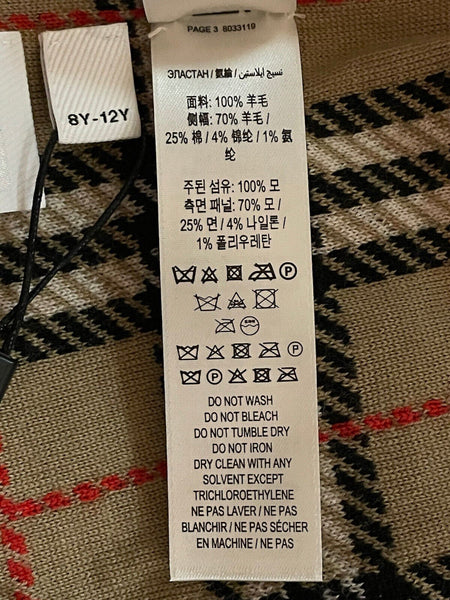 PAGE 3 8033119
8Y-12Y
ЭЛАСТАН / 氨綸 / نسيج ايلاستين
面料: 100% 羊毛
侧幅: 70% 羊毛 /
25% 棉 / 4% 锦纶 / 1% 氨
纶
주된 섬유: 100% 모
측면 패널: 70% 모 /
25% 면 / 4% 나일론 /
1% 폴리우레탄
DO NOT WASH
DO NOT BLEACH
DO NOT TUMBLE DRY
DO NOT IRON
DRY CLEAN WITH ANY
SOLVENT EXCEPT
TRICHLOROETHYLENE
NE PAS LAVER / NE PAS
BLANCHIR / NE PAS SÉCHER
EN MACHINE / NE PAS